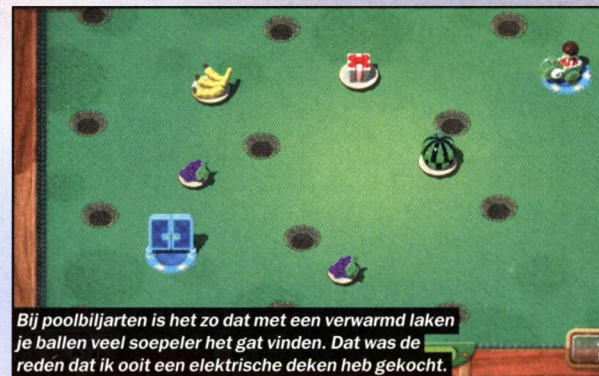 Bij poolbiljarten is het zo dat met een verwarmd laken
je ballen veel soepeler het gat vinden. Dat was de
reden dat ik ooit een elektrische deken heb gekocht.